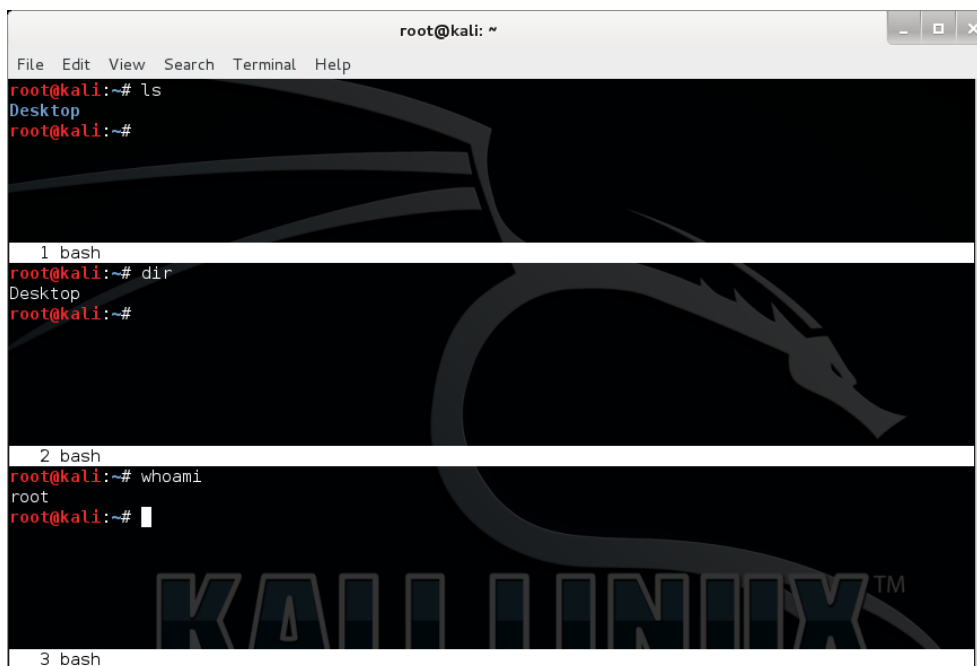 root@kali: ~
File Edit View Search Terminal Help
root@kali:~# ls
Desktop
root@kali:~#
1 bash
root@kali:~# dir
Desktop
root@kali:~#
2 bash
root@kali:~# whoami
root
root@kali:~#
KALI LINUX™
3 bash